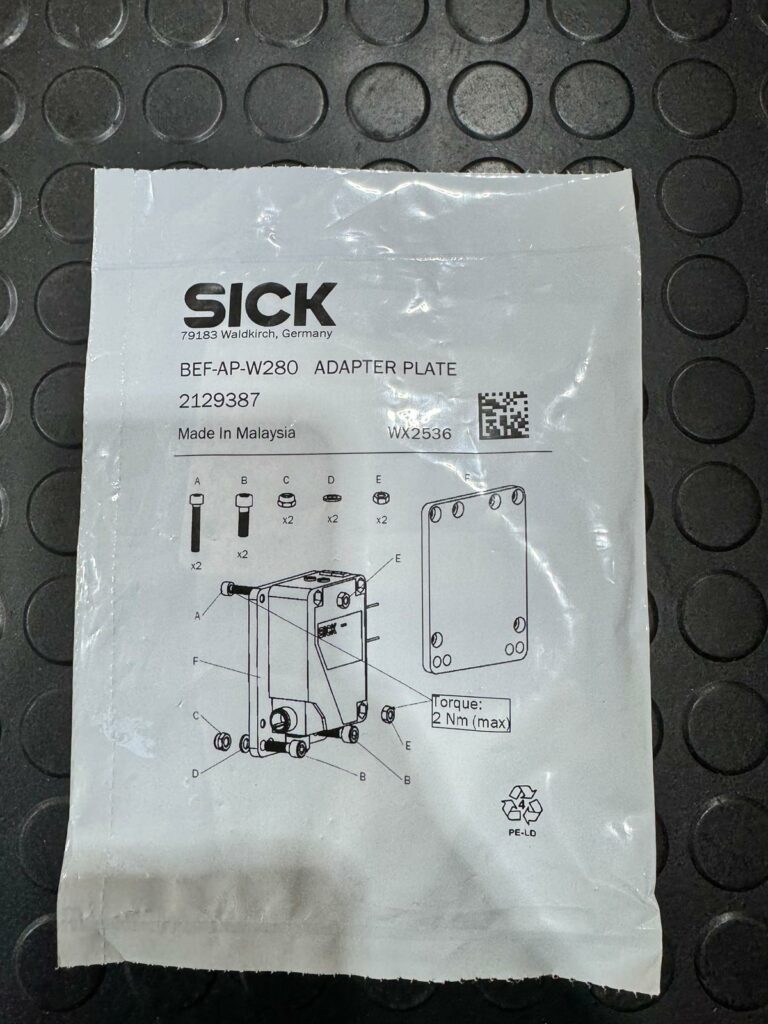 SICK
79183 Waldkirch, Germany
BEF-AP-W280 ADAPTER PLATE
2129387
Made In Malaysia WX2536
A B C D E F
x2 x2 x2
x2 x2
E
A
SICK
F
Torque:
2 Nm (max)
C
E
D B B
4
PE-LD